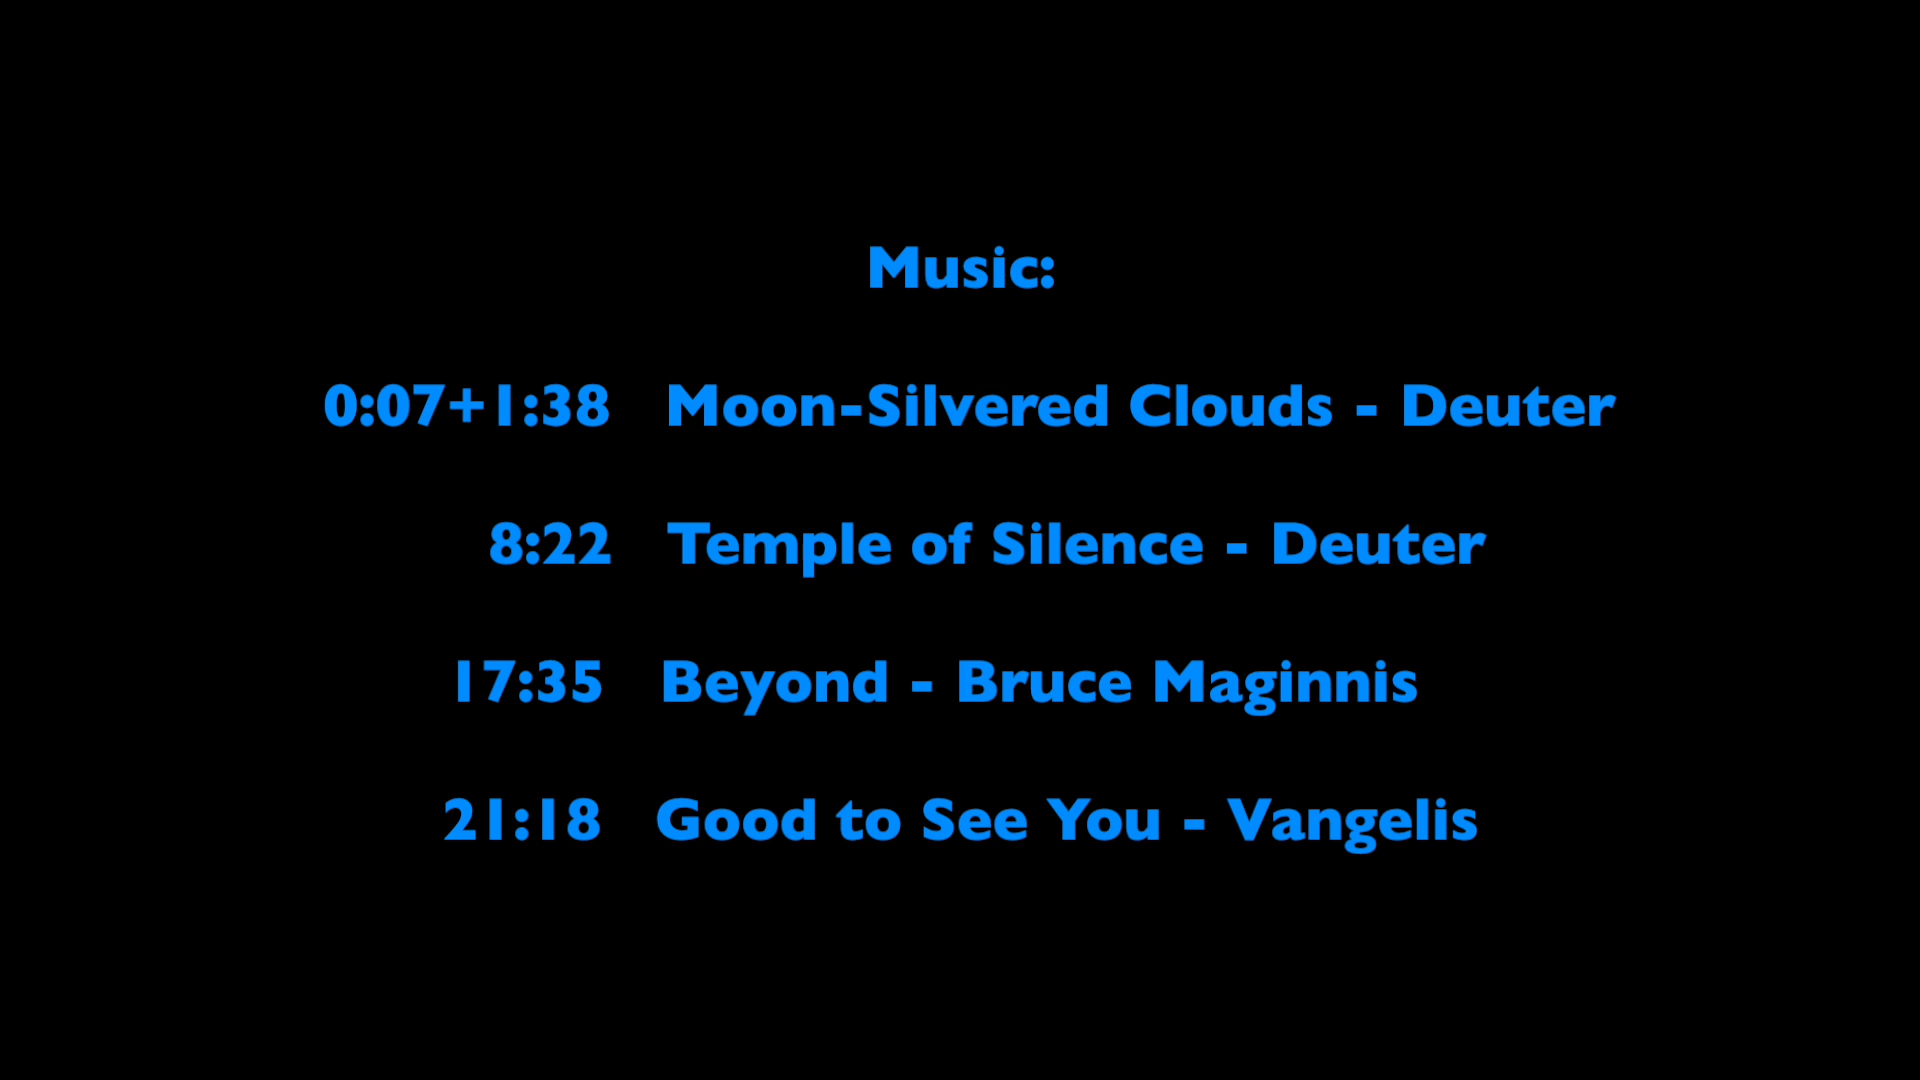 Music:
0:07+1:38 Moon-Silvered Clouds - Deuter
8:22 Temple of Silence - Deuter
17:35 Beyond - Bruce Maginnis
21:18 Good to See You - Vangelis